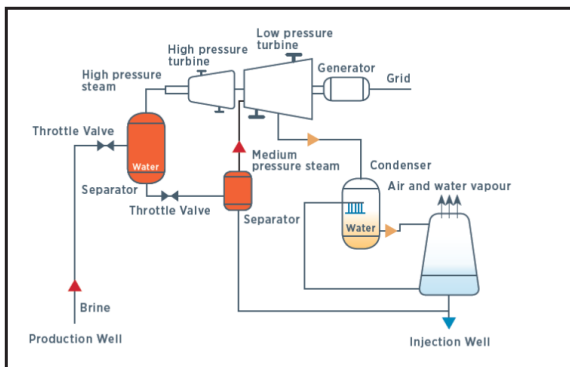 Low pressure
turbine
High pressure
turbine
Generator
High pressure
steam
Grid
Throttle Valve
Medium
pressure steam
Condenser
Water
Air and water vapour
Separator
Throttle Valve
Separator
Water
Brine
Production Well
Injection Well